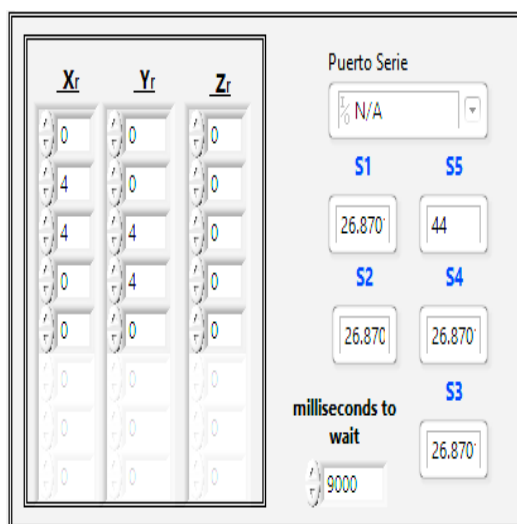 Xr Yr Zr
0 0 0
4 0 0
4 4 0
0 4 0
0 0 0
0 0 0
0 0 0
0 0 0
Puerto Serie
I/O N/A
S1 S5
26.870 44
S2 S4
26.870 26.870
milliseconds to
wait
9000
S3
26.870